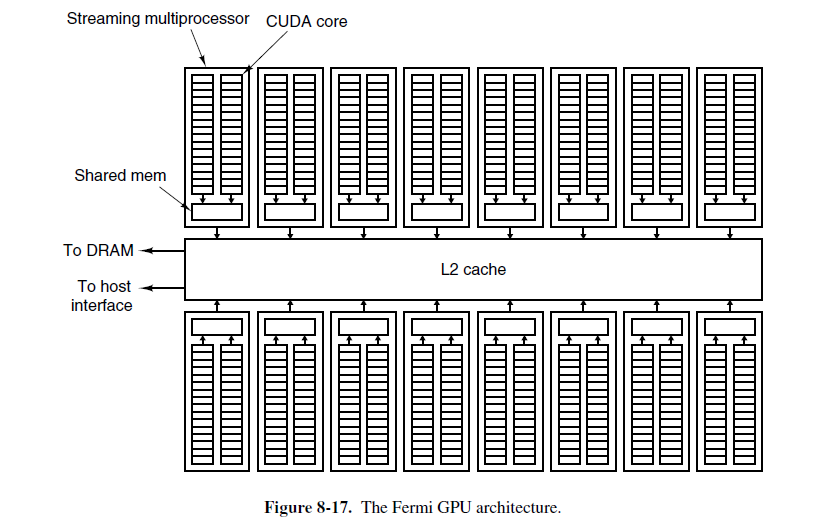 Streaming multiprocessor
CUDA core
Shared mem
To DRAM
L2 cache
To host
interface
Figure 8-17. The Fermi GPU architecture.